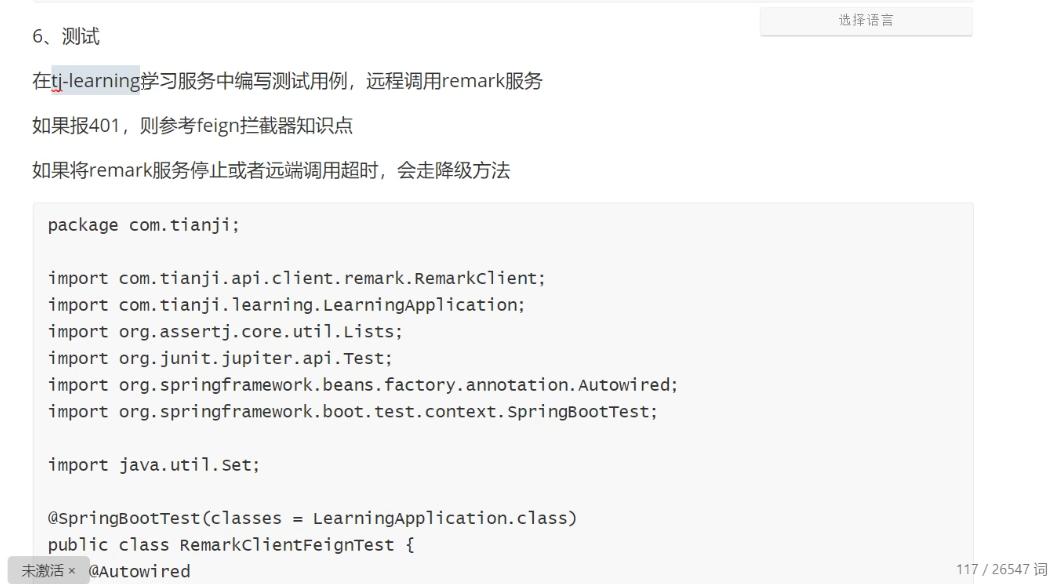 选择语言
6、测试
在tj-learning学习服务中编写测试用例，远程调用remark服务
如果报401，则参考feign拦截器知识点
如果将remark服务停止或者远端调用超时，会走降级方法
package com.tianji;
import com.tianji.api.client.remark.RemarkClient;
import com.tianji.learning.LearningApplication;
import org.assertj.core.util.Lists;
import org.junit.jupiter.api.Test;
import org.springframework.beans.factory.annotation.Autowired;
import org.springframework.boot.test.context.SpringBootTest;
import java.util.Set;
@SpringBootTest(classes = LearningApplication.class)
public class RemarkClientFeignTest {
@Autowired
未激活 ×
117 / 26547 词